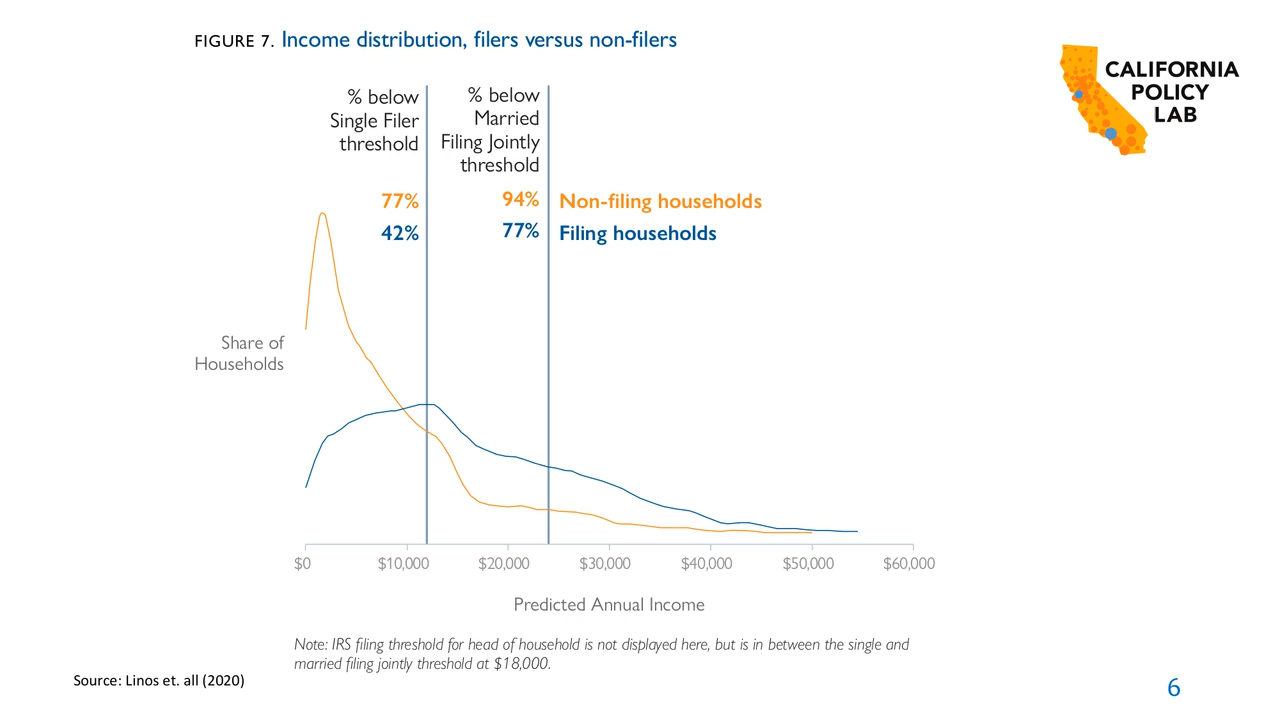 FIGURE 7. Income distribution, filers versus non-filers
CALIFORNIA
POLICY
LAB
% below
Single Filer
threshold
% below
Married
Filing Jointly
threshold
77%
94%
Non-filing households
42%
77%
Filing households
Share of
Households
$0
$10,000
$20,000
$30,000
$40,000
$50,000
$60,000
Predicted Annual Income
Note: IRS filing threshold for head of household is not displayed here, but is in between the single and
married filing jointly threshold at $18,000.
Source: Linos et. all (2020)
6